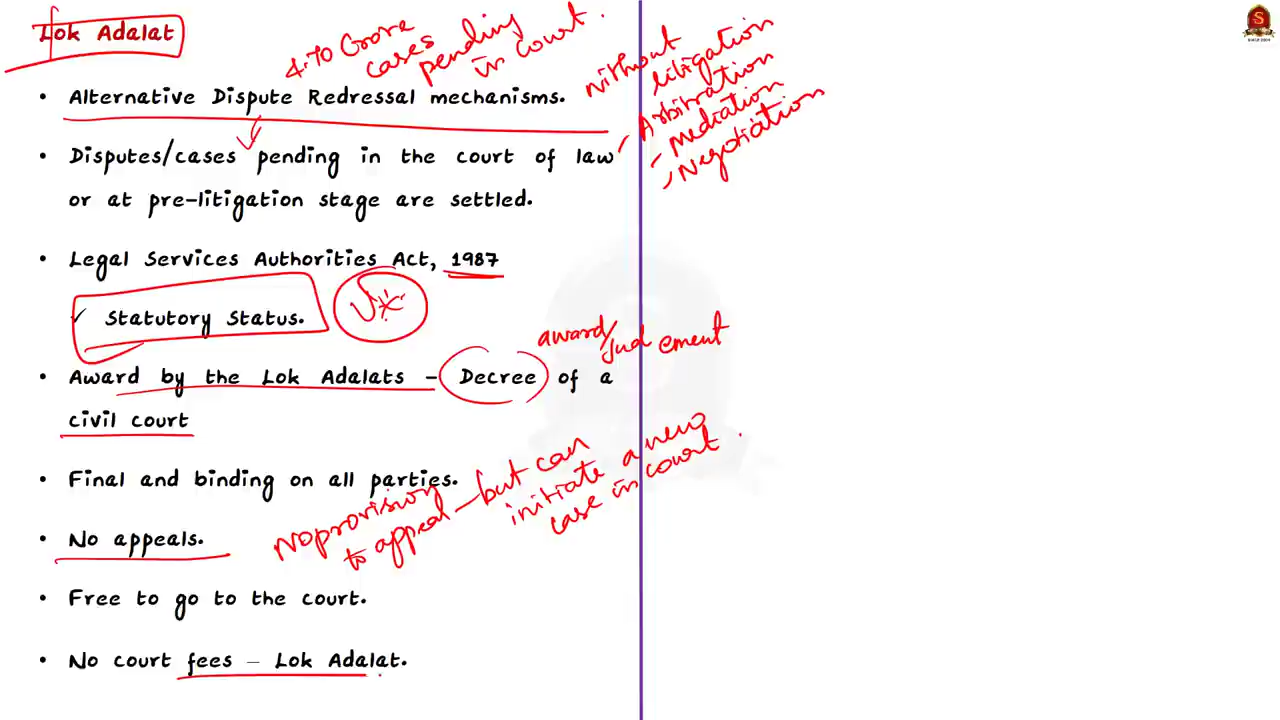 Lok Adalat
4.70 Crore
cases
pending
in court.
• Alternative Dispute Redressal mechanisms.
without
litigation
Arbitration
mediation
Negotiation
• Disputes/cases pending in the court of law
or at pre-litigation stage are settled.
• Legal Services Authorities Act, 1987
✓ Statutory Status.
award/
Judgement
• Award by the Lok Adalats - Decree of a
civil court
• Final and binding on all parties.
No provision
to appeal — but can
initiate a new
case in court.
• No appeals.
• Free to go to the court.
• No court fees – Lok Adalat.
S
SINCE 2004